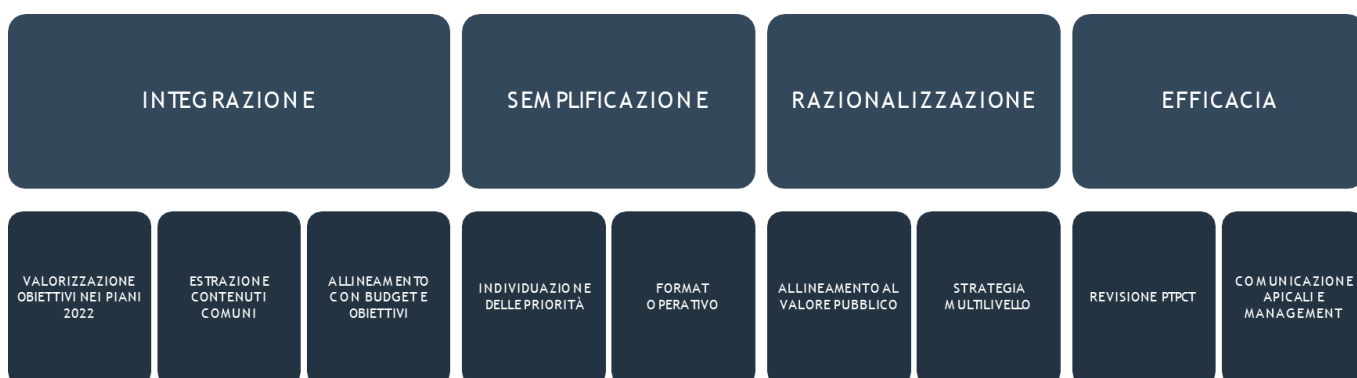 INTEGRAZIONE
SEMPLIFICAZIONE
RAZIONALIZZAZIONE
EFFICACIA
VALORIZZAZIONE
OBIETTIVI NEI PIANI
2022
ESTRAZIONE
CONTENUTI
COMUNI
ALLINEAMENTO
CON BUDGET E
OBIETTIVI
INDIVIDUAZIONE
DELLE PRIORITÀ
FORMAT
OPERATIVO
ALLINEAMENTO AL
VALORE PUBBLICO
STRATEGIA
MULTILIVELLO
REVISIONE PTPCT
COMUNICAZIONE
APICALI E
MANAGEMENT